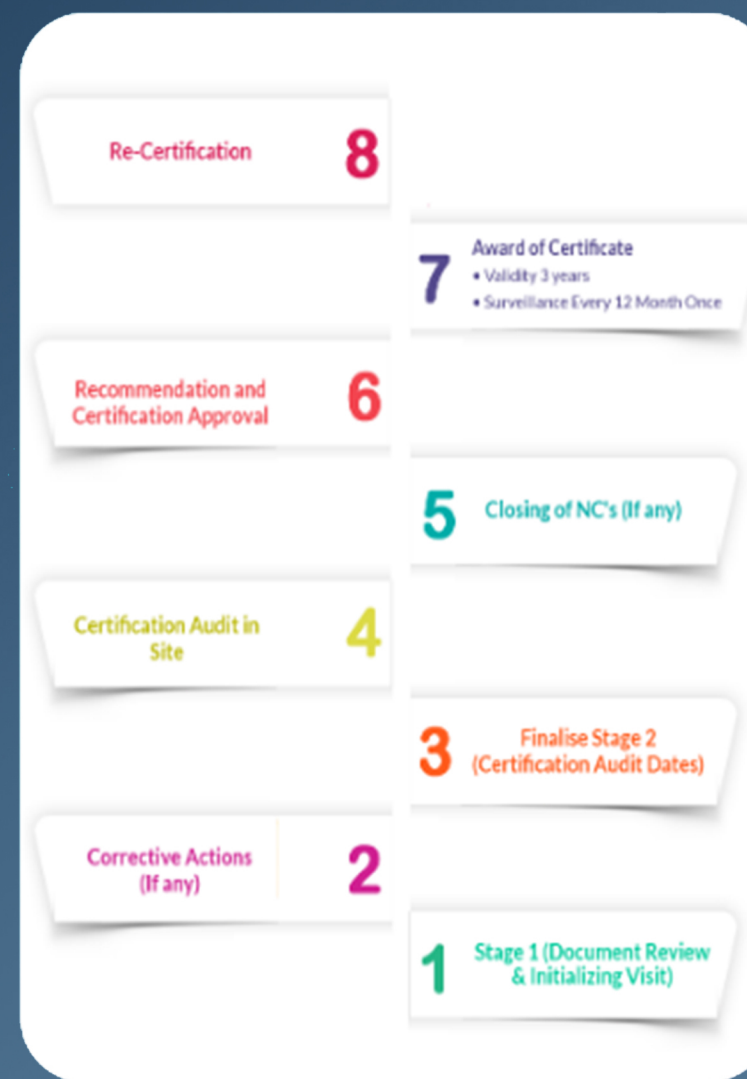 Re-Certification 8
7 Award of Certificate
• Validity 3 years
• Surveillance Every 12 Month Once
Recommendation and
Certification Approval 6
5 Closing of NC's (If any)
Certification Audit in
Site 4
3 Finalise Stage 2
(Certification Audit Dates)
Corrective Actions
(If any) 2
1 Stage 1 (Document Review
& Initializing Visit)